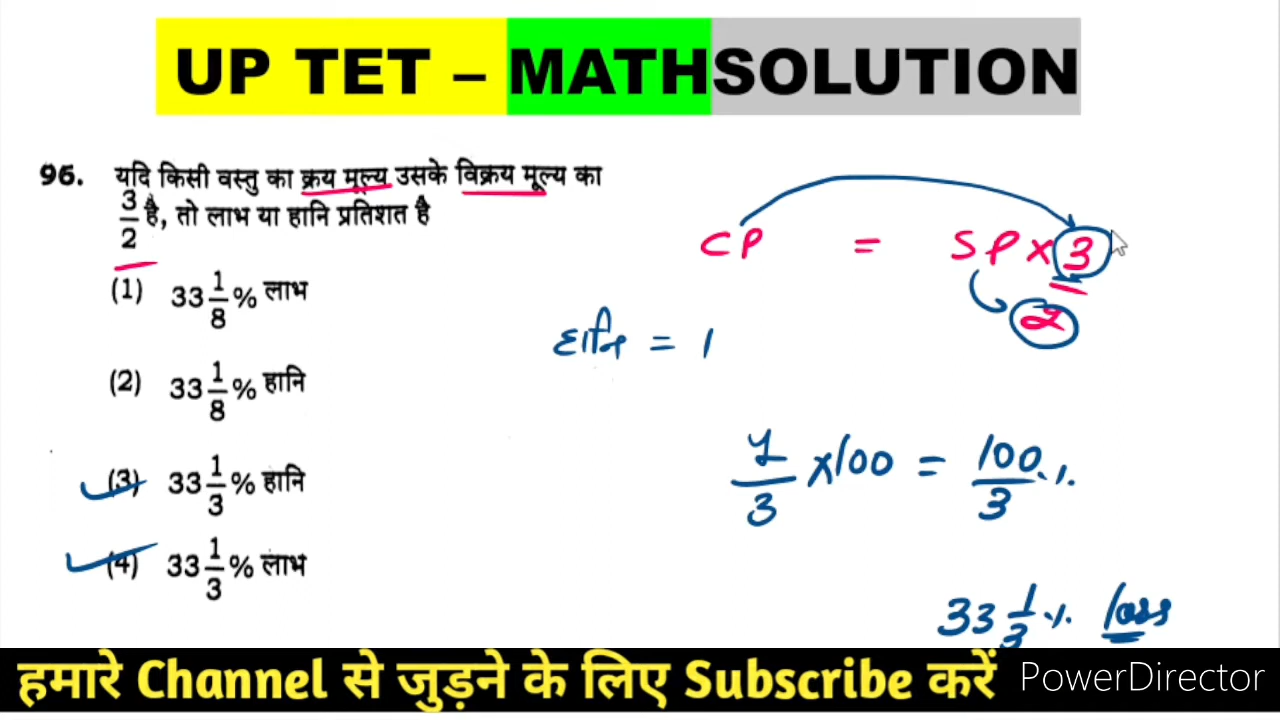 UP TET – MATHSOLUTION
96. यदि किसी वस्तु का क्रय मूल्य उसके विक्रय मूल्य का
3/2 है, तो लाभ या हानि प्रतिशत है
(1) 33 1/8 % लाभ
(2) 33 1/8 % हानि
(3) 33 1/3 % हानि
(4) 33 1/3 % लाभ
CP = SP × 3/2
हानि = 1
1/3 × 100 = 100/3 %
33 1/3 % loss
हमारे Channel से जुड़ने के लिए Subscribe करें
PowerDirector